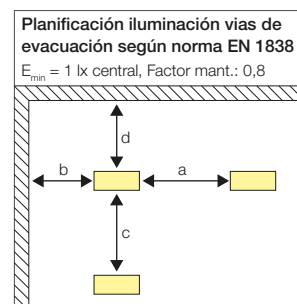 Planificación iluminación vias de
evacuación según norma EN 1838
Emin = 1 lx central, Factor mant.: 0,8
d
b
a
c